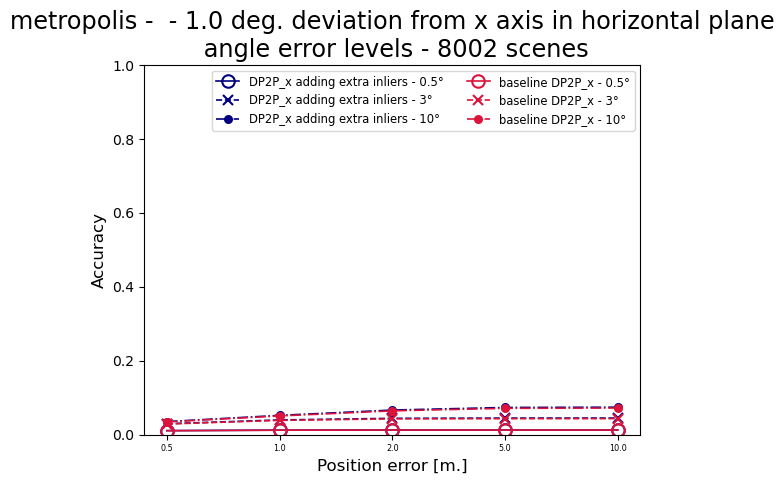 metropolis -  - 1.0 deg. deviation from x axis in horizontal plane
angle error levels - 8002 scenes
DP2P_x adding extra inliers - 0.5°
DP2P_x adding extra inliers - 3°
DP2P_x adding extra inliers - 10°
baseline DP2P_x - 0.5°
baseline DP2P_x - 3°
baseline DP2P_x - 10°
Accuracy
1.0
0.8
0.6
0.4
0.2
0.0
0.5
1.0
2.0
5.0
10.0
Position error [m.]